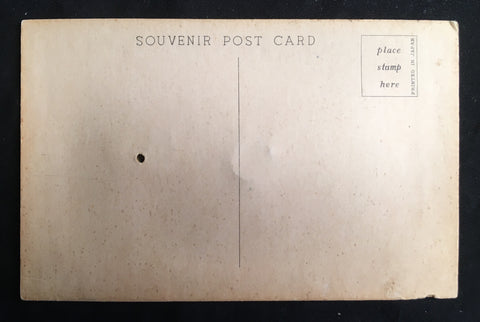 SOUVENIR POST CARD
place
stamp
here
PRINTED IN JAPAN